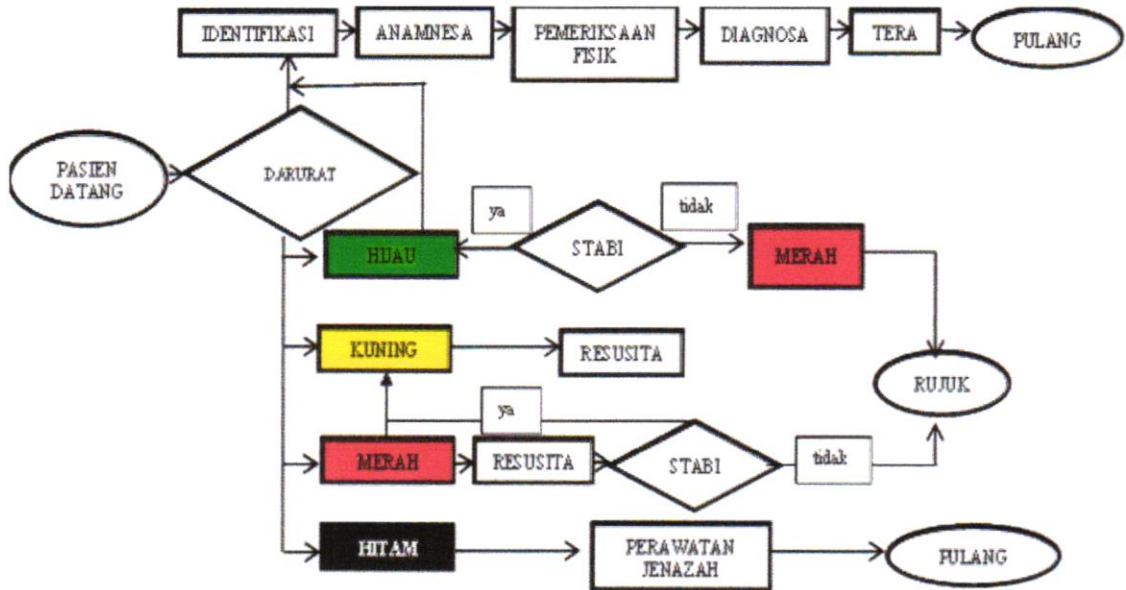 IDENTIFIKASI
ANAMNESA
PEMERIKSAAN
FISIK
DIAGNOSA
TERA
PULANG
PASIEN
DATANG
DARURAT
ya
tidak
HIJAU
STABI
MERAH
KUNING
RESUSITA
RUJUK
ya
MERAH
RESUSITA
STABI
tidak
HITAM
PERAWATAN
JENAZAH
PULANG